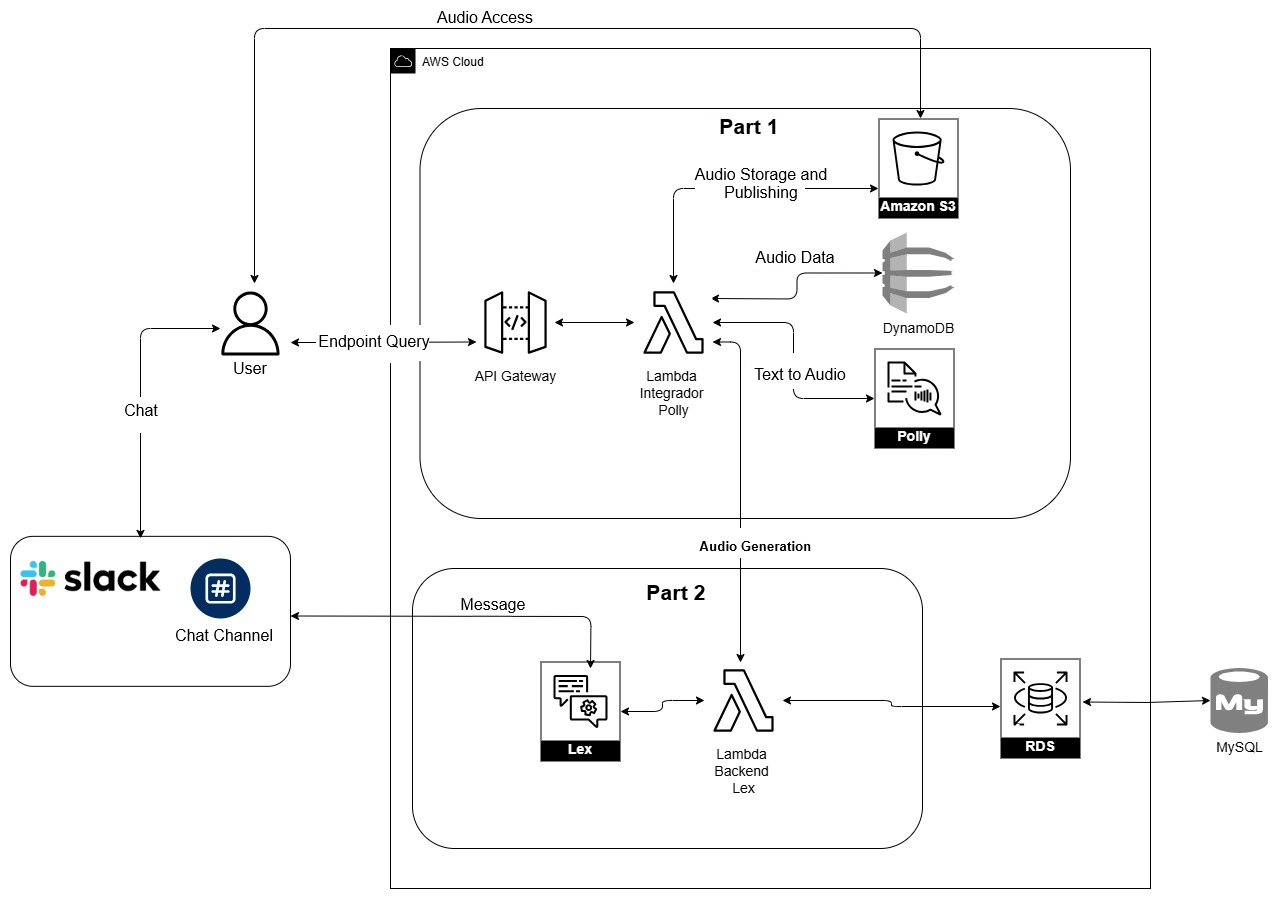 Audio Access
AWS Cloud
Part 1
Audio Storage and
Publishing
Amazon S3
Audio Data
DynamoDB
</>
User
Endpoint Query
API Gateway
Lambda
Integrador
Polly
Text to Audio
Polly
Chat
Audio Generation
slack
#
Chat Channel
Part 2
Message
Lex
Lambda
Backend
Lex
RDS
My
MySQL